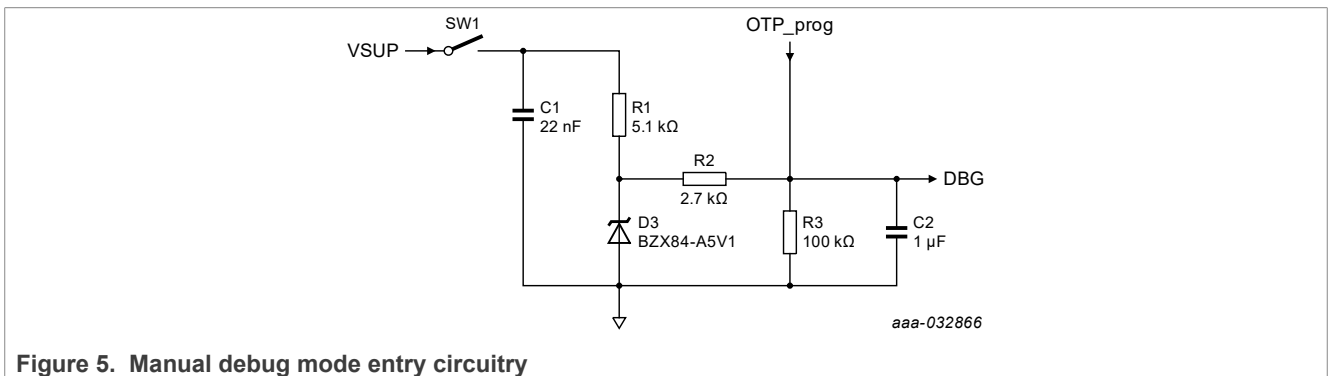 SW1
OTP_prog
VSUP
C1
22 nF
R1
5.1 kΩ
R2
2.7 kΩ
DBG
D3
BZX84-A5V1
R3
100 kΩ
C2
1 µF
aaa-032866
Figure 5. Manual debug mode entry circuitry